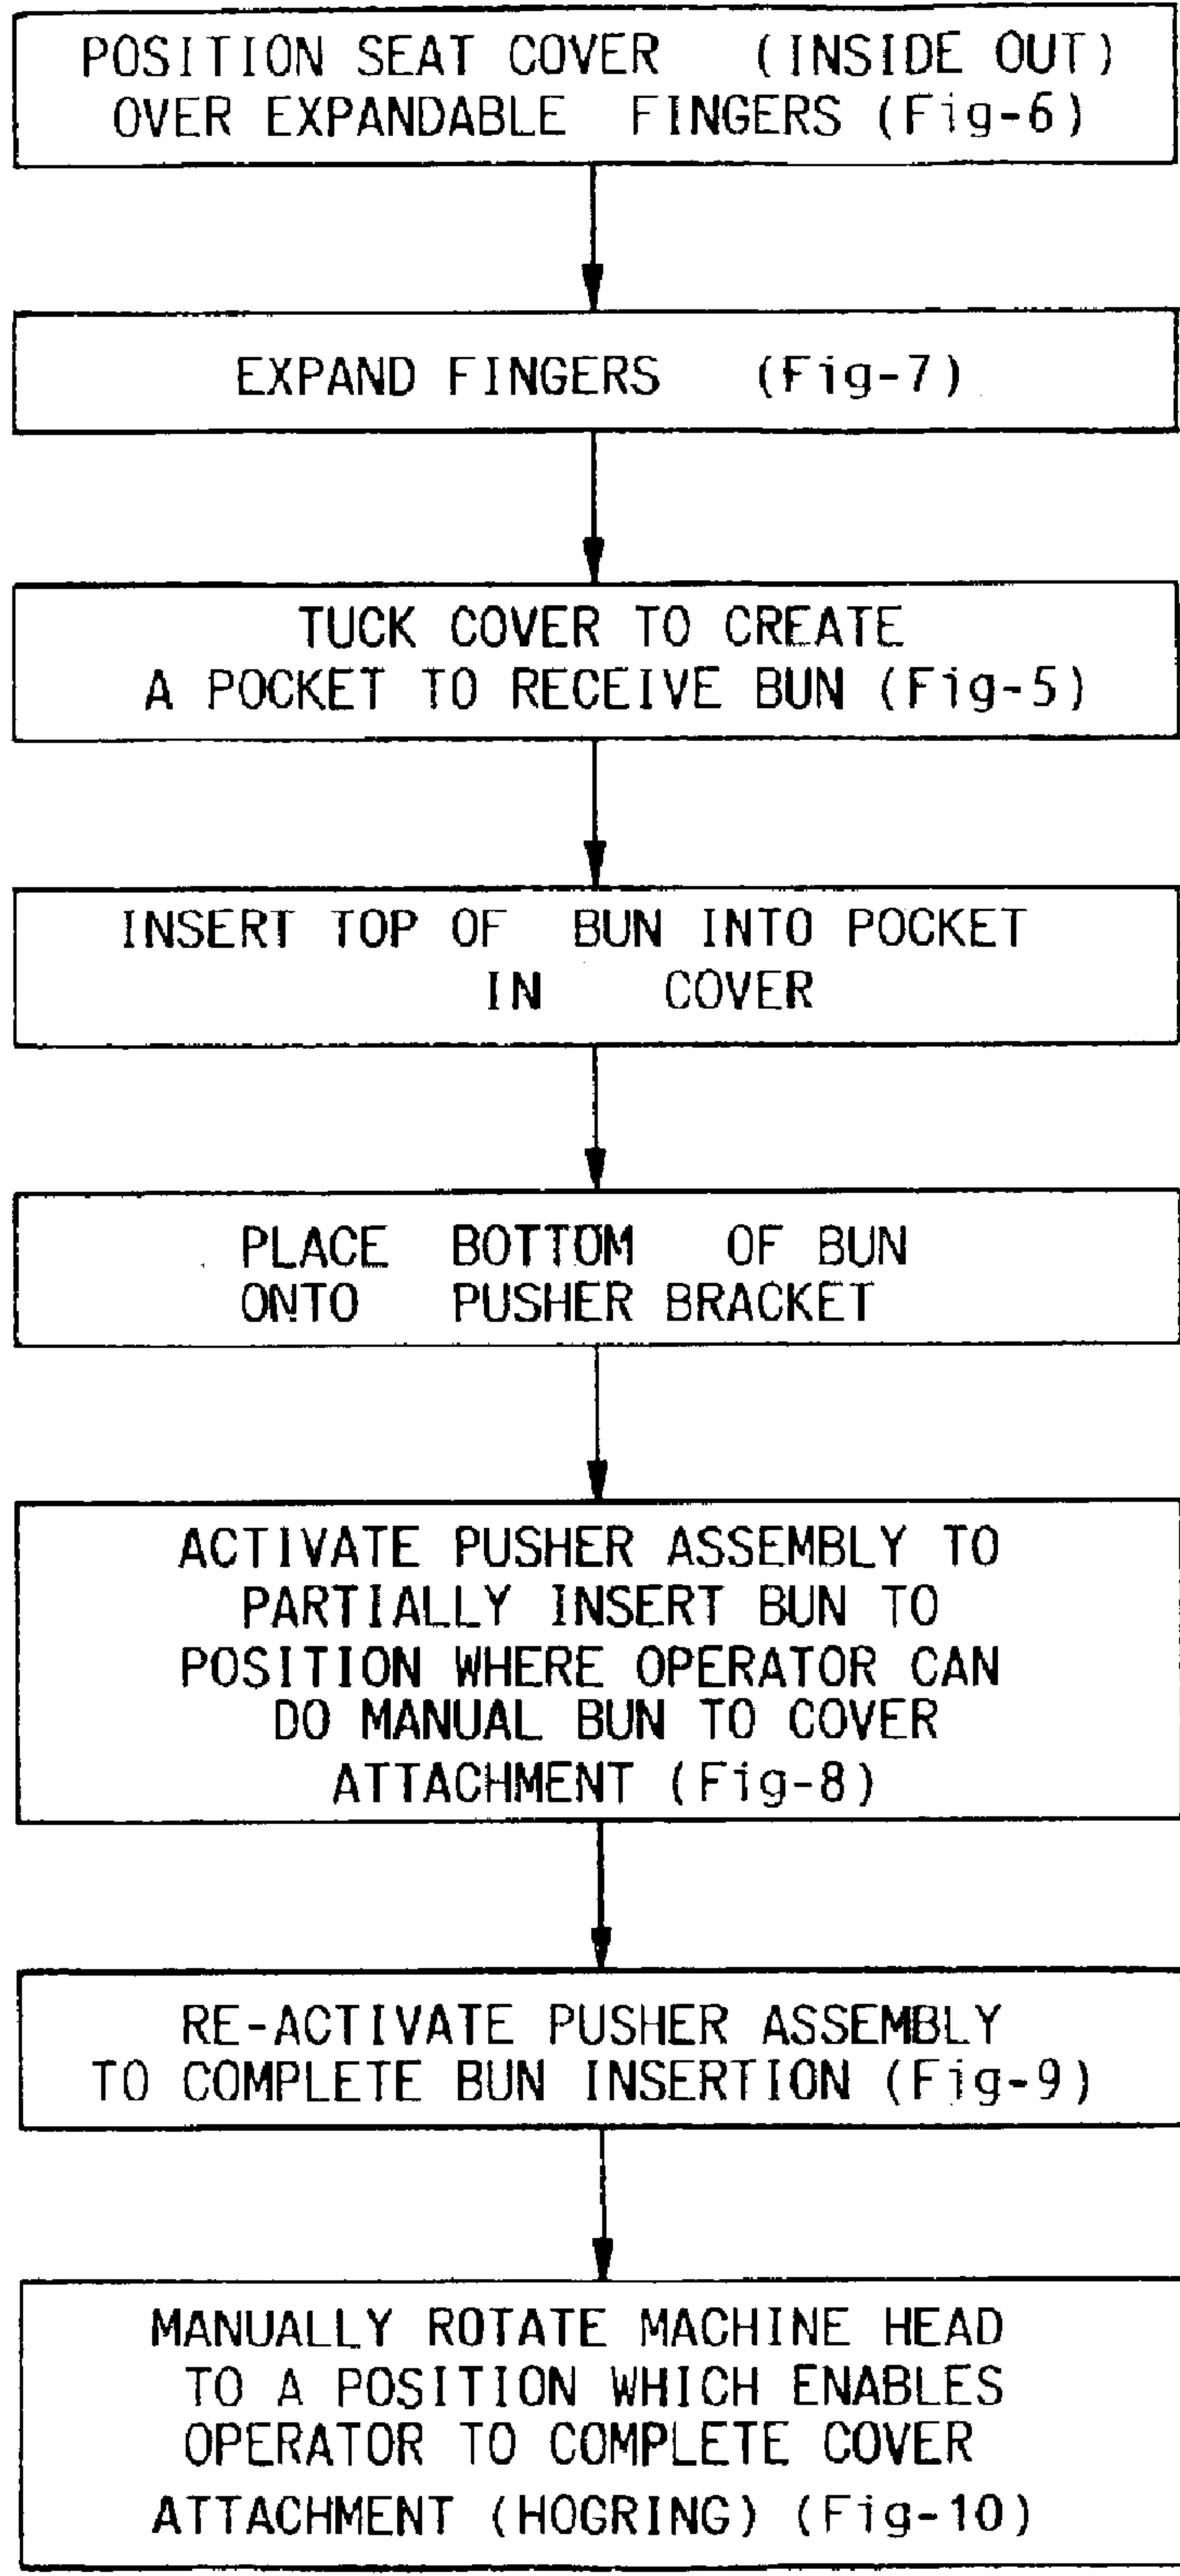 POSITION SEAT COVER (INSIDE OUT)
OVER EXPANDABLE FINGERS (Fig-6)
EXPAND FINGERS (Fig-7)
TUCK COVER TO CREATE
A POCKET TO RECEIVE BUN (Fig-5)
INSERT TOP OF BUN INTO POCKET
IN COVER
PLACE BOTTOM OF BUN
ONTO PUSHER BRACKET
ACTIVATE PUSHER ASSEMBLY TO
PARTIALLY INSERT BUN TO
POSITION WHERE OPERATOR CAN
DO MANUAL BUN TO COVER
ATTACHMENT (Fig-8)
RE-ACTIVATE PUSHER ASSEMBLY
TO COMPLETE BUN INSERTION (Fig-9)
MANUALLY ROTATE MACHINE HEAD
TO A POSITION WHICH ENABLES
OPERATOR TO COMPLETE COVER
ATTACHMENT (HOGRING) (Fig-10)